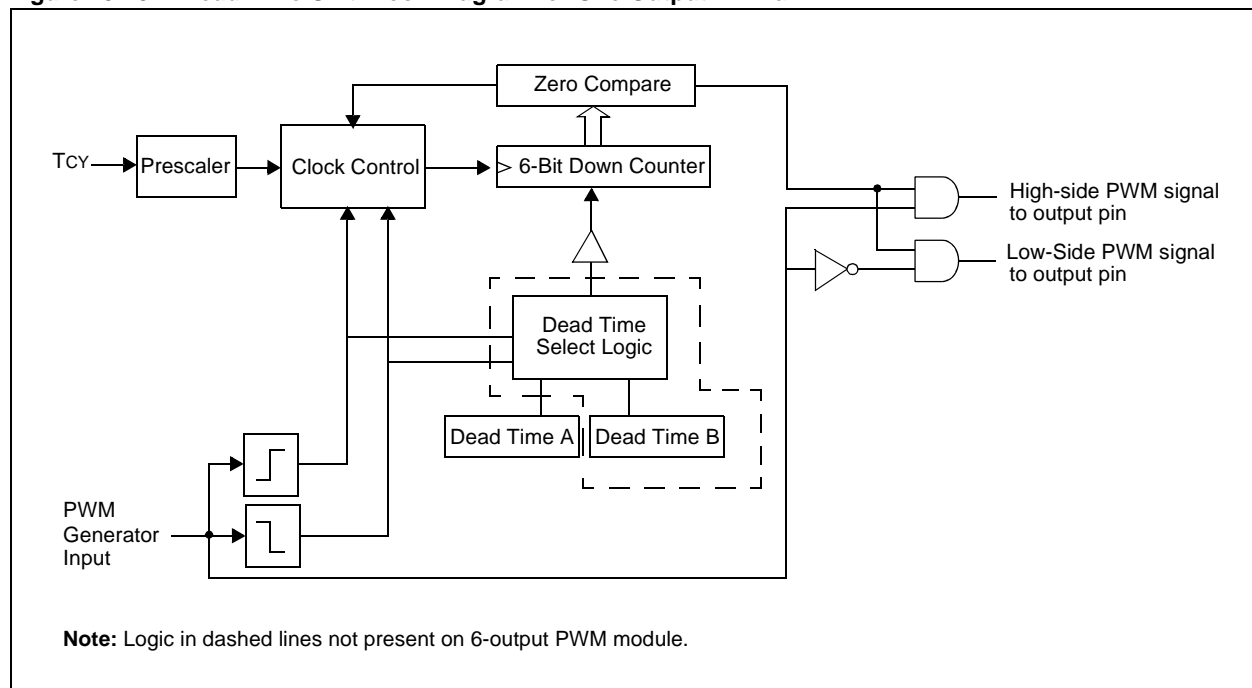 Zero Compare
TCY
Prescaler
Clock Control
6-Bit Down Counter
High-side PWM signal
to output pin
Low-Side PWM signal
to output pin
Dead Time
Select Logic
Dead Time A
Dead Time B
PWM
Generator
Input
Note: Logic in dashed lines not present on 6-output PWM module.